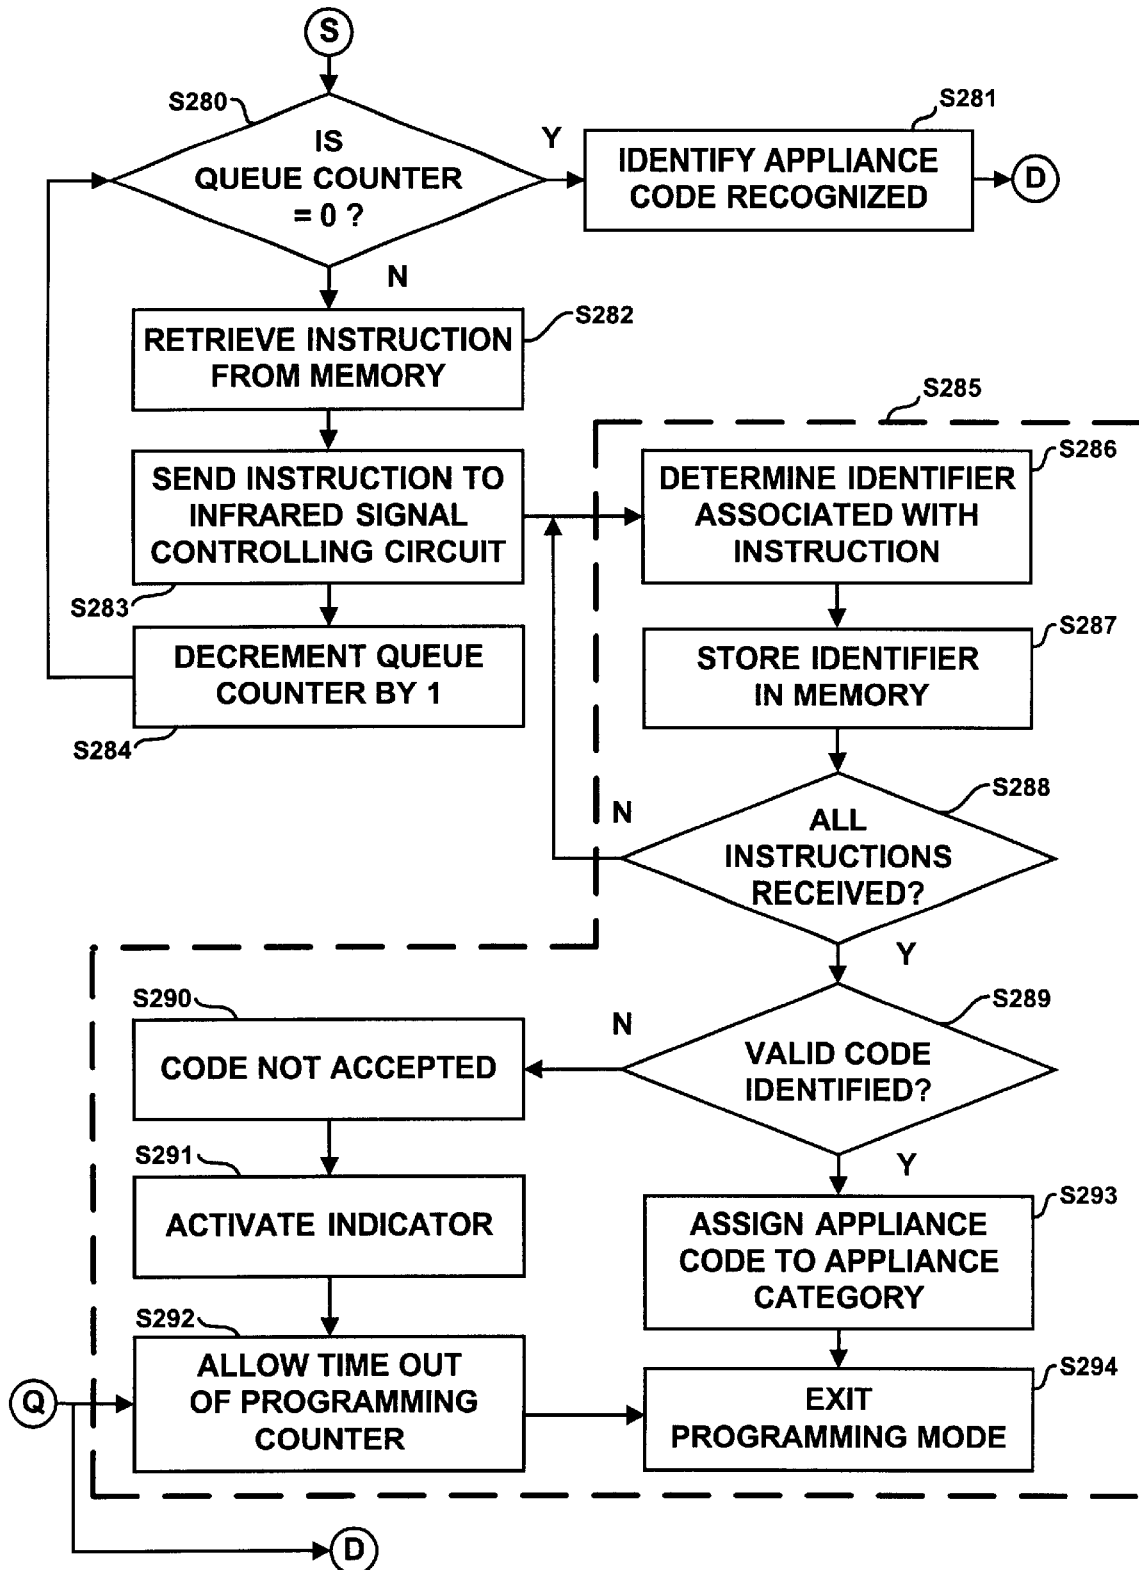 S
S280
IS
QUEUE COUNTER
= 0 ?
Y
S281
IDENTIFY APPLIANCE
CODE RECOGNIZED
D
N
S282
RETRIEVE INSTRUCTION
FROM MEMORY
S283
SEND INSTRUCTION TO
INFRARED SIGNAL
CONTROLLING CIRCUIT
S284
DECREMENT QUEUE
COUNTER BY 1
S285
S286
DETERMINE IDENTIFIER
ASSOCIATED WITH
INSTRUCTION
S287
STORE IDENTIFIER
IN MEMORY
S288
ALL
INSTRUCTIONS
RECEIVED?
N
Y
S289
VALID CODE
IDENTIFIED?
N
Y
S290
CODE NOT ACCEPTED
S291
ACTIVATE INDICATOR
S292
ALLOW TIME OUT
OF PROGRAMMING
COUNTER
S293
ASSIGN APPLIANCE
CODE TO APPLIANCE
CATEGORY
S294
EXIT
PROGRAMMING MODE
Q
D